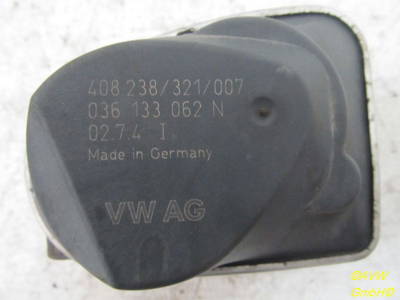 408 238/321/007
036 133 062 N
02.7.4 I
Made in Germany
VW AG